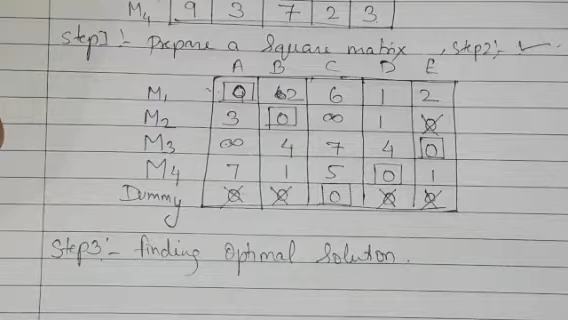 M4 9 3 7 2 3
Step1:- Prepare a Square matrix , step2:- ✓
A B C D E
M1 0 2 6 1 2
M2 3 0 ∞ 1 0
M3 ∞ 4 7 4 0
M4 7 1 5 0 1
Dummy 0 0 0 0 0
Step3:- finding Optimal Solution.